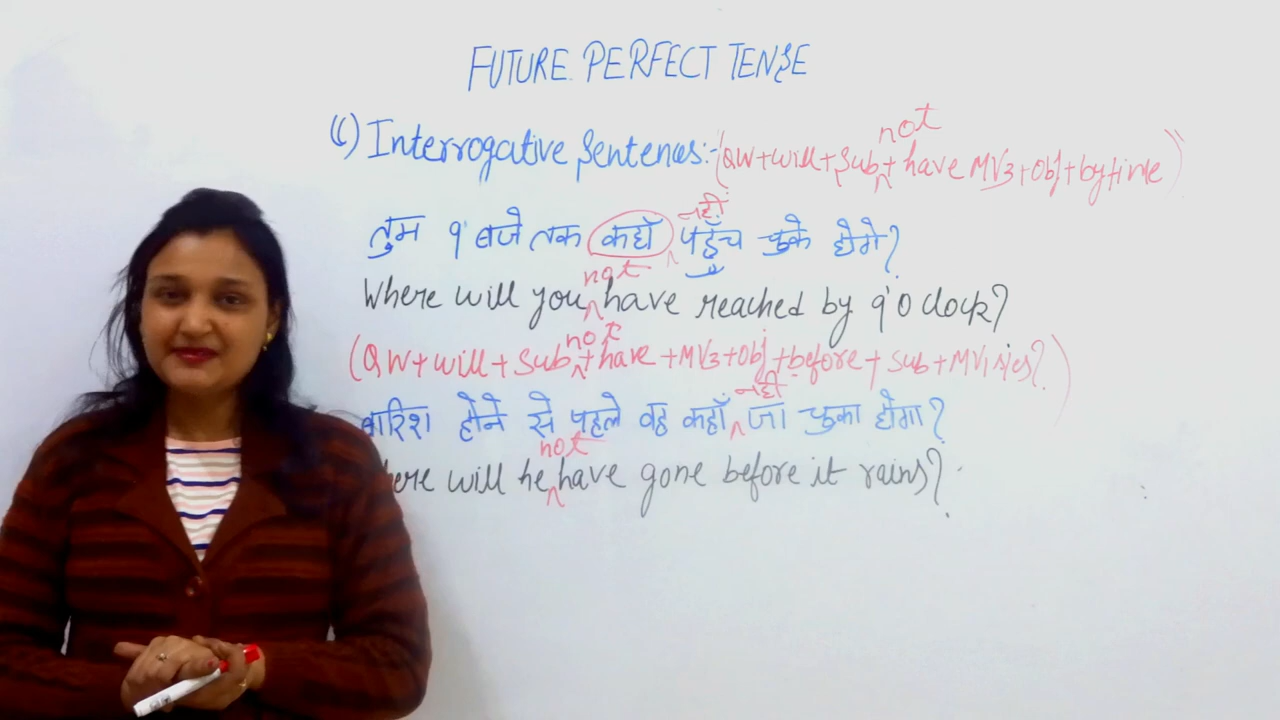 FUTURE PERFECT TENSE
(C) Interrogative Sentences:- (QW+will+Sub+ not have MV3+Obj+by time)
तुम 9 बजे तक कहाँ नहीं पहुँच चुके होगे?
Where will you not have reached by 9'O clock?
(QW+will+Sub not +have +MV3+Obj +before+ Sub+MV1s/es?)
बारिश होने से पहले वह कहाँ नहीं जा चुका होगा?
ere will he not have gone before it rains?